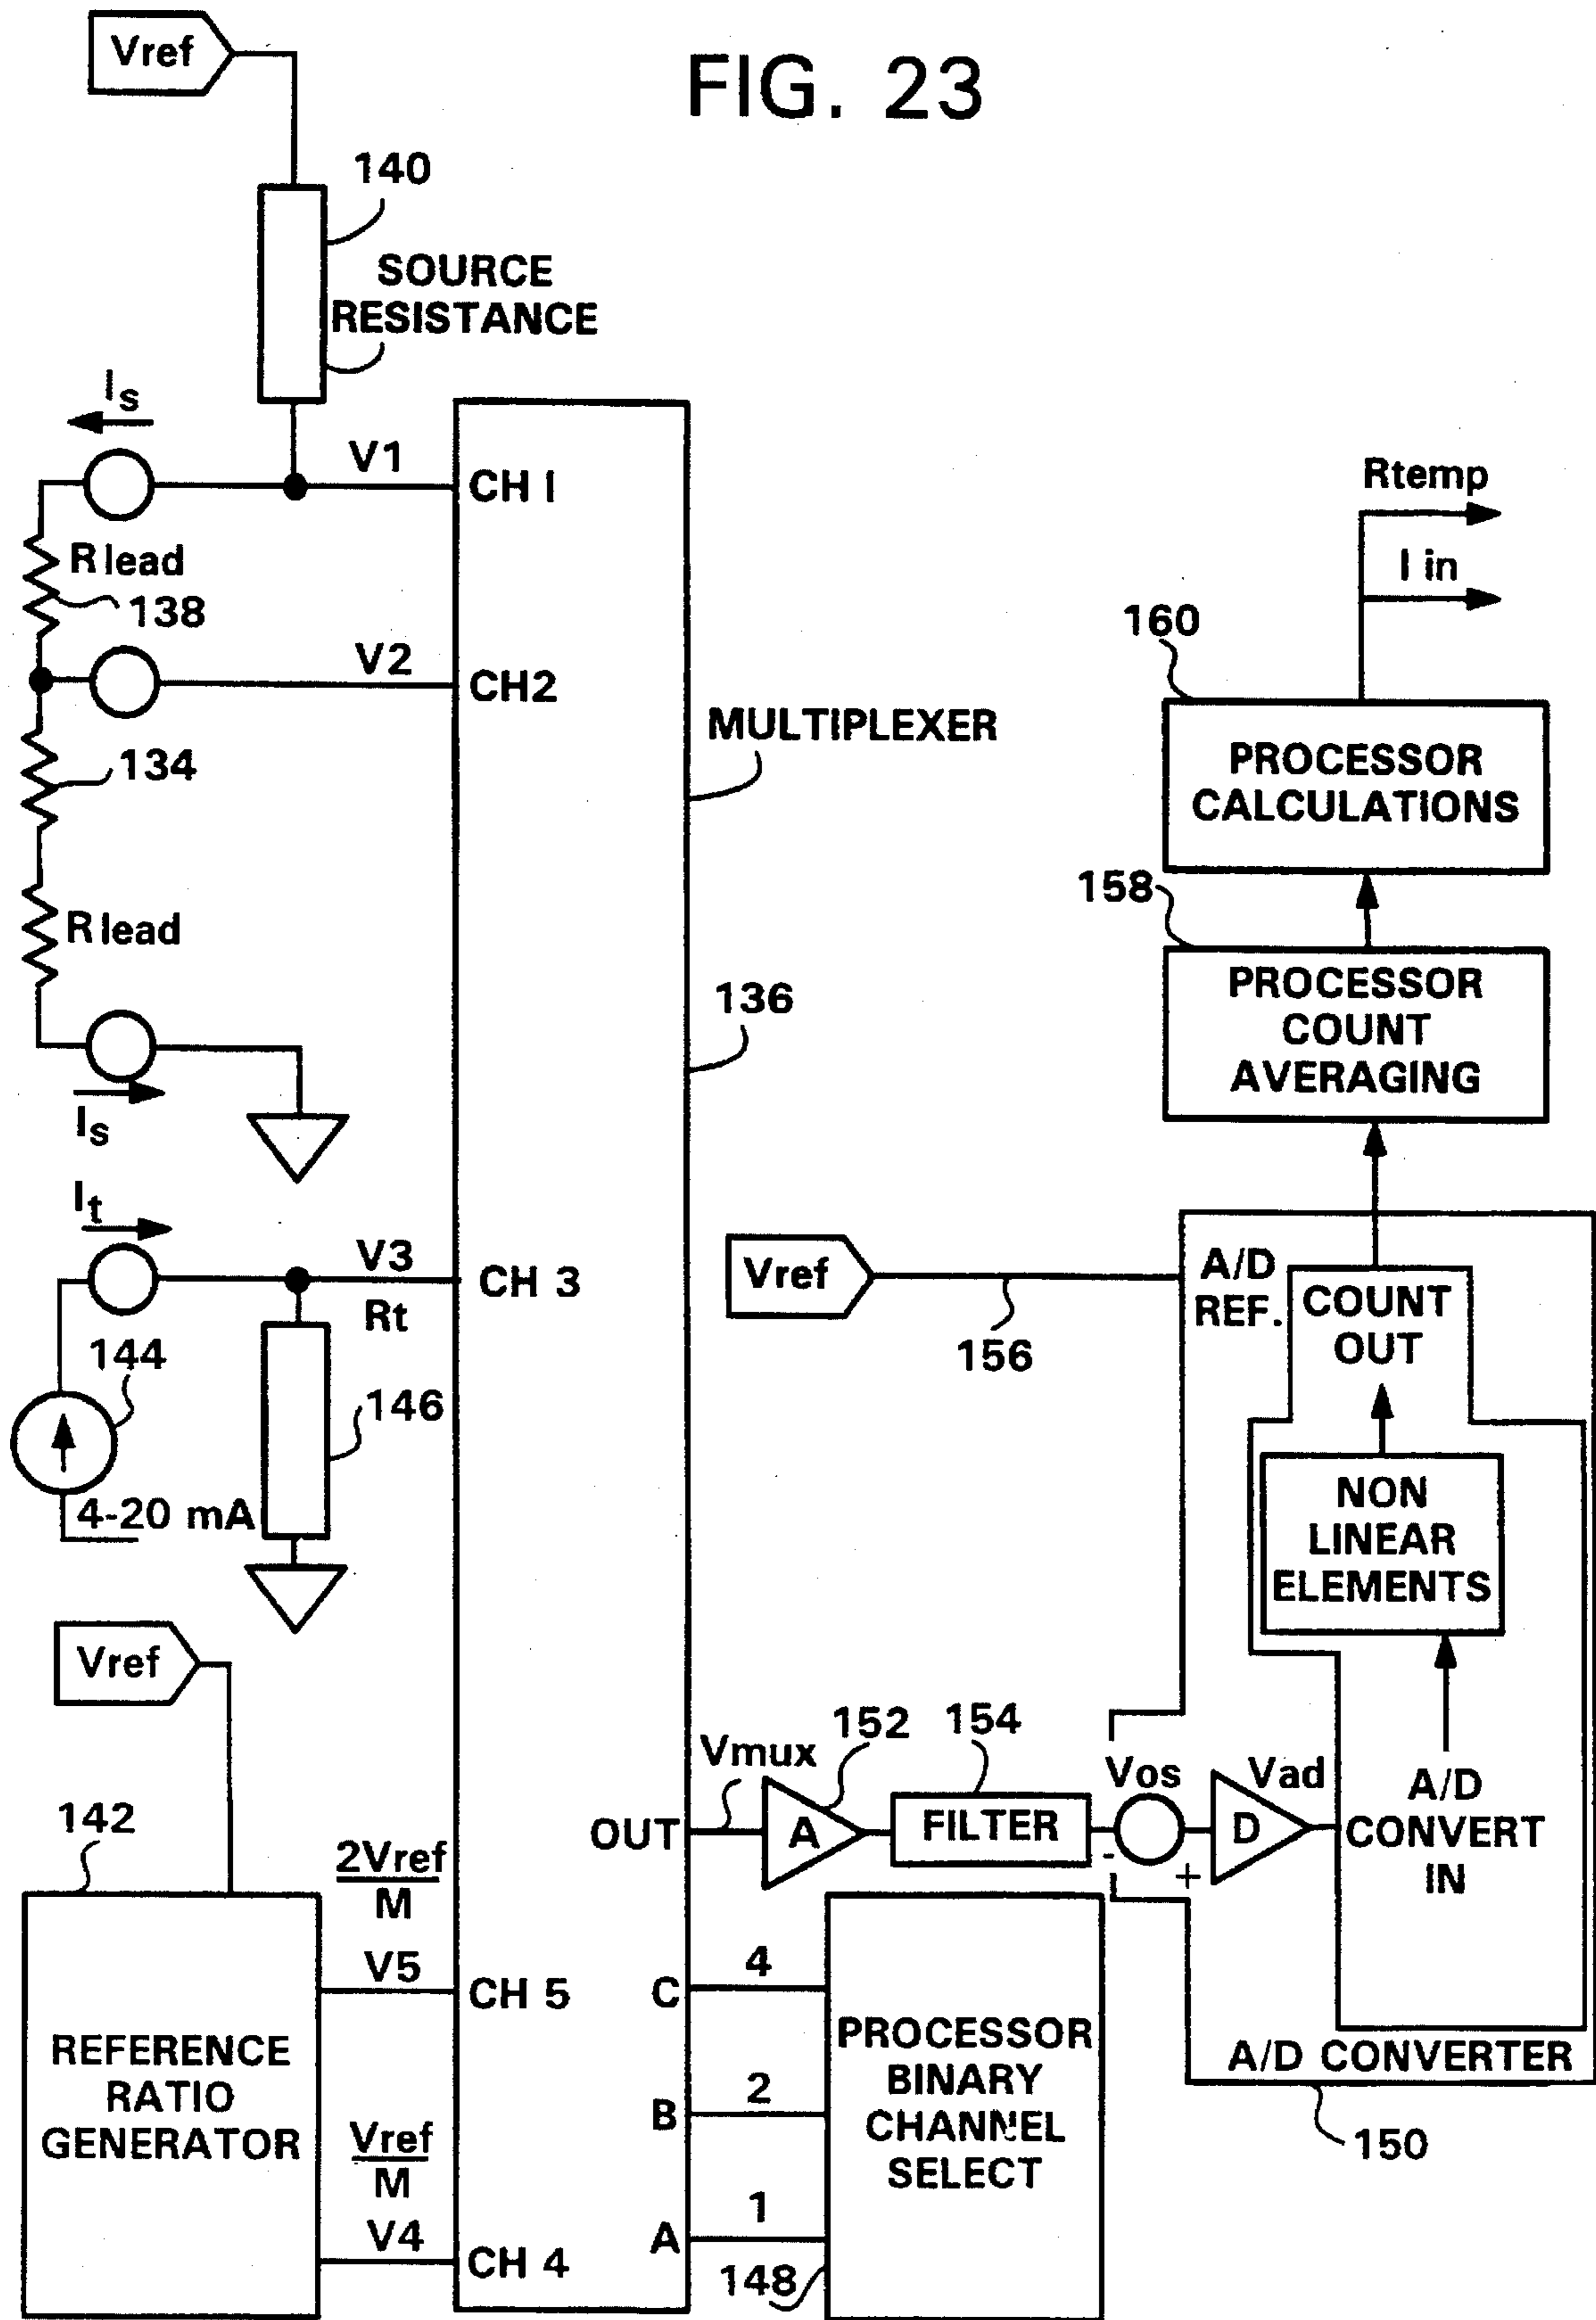 FIG. 23
Vref
140
SOURCE
RESISTANCE
Is
V1
CH 1
Rlead
138
V2
CH2
134
Rlead
Is
MULTIPLEXER
136
It
V3
CH 3
Rt
144
146
4-20 mA
Vref
142
REFERENCE
RATIO
GENERATOR
2Vref
M
V5
CH 5
Vref
M
V4
CH 4
OUT
C
B
A
4
2
1
148
PROCESSOR
BINARY
CHANNEL
SELECT
Vmux
152
A
154
FILTER
Vos
-
+
D
Vad
A/D
CONVERT
IN
NON
LINEAR
ELEMENTS
COUNT
OUT
A/D
REF.
Vref
156
A/D CONVERTER
150
158
PROCESSOR
COUNT
AVERAGING
160
PROCESSOR
CALCULATIONS
Rtemp
I in